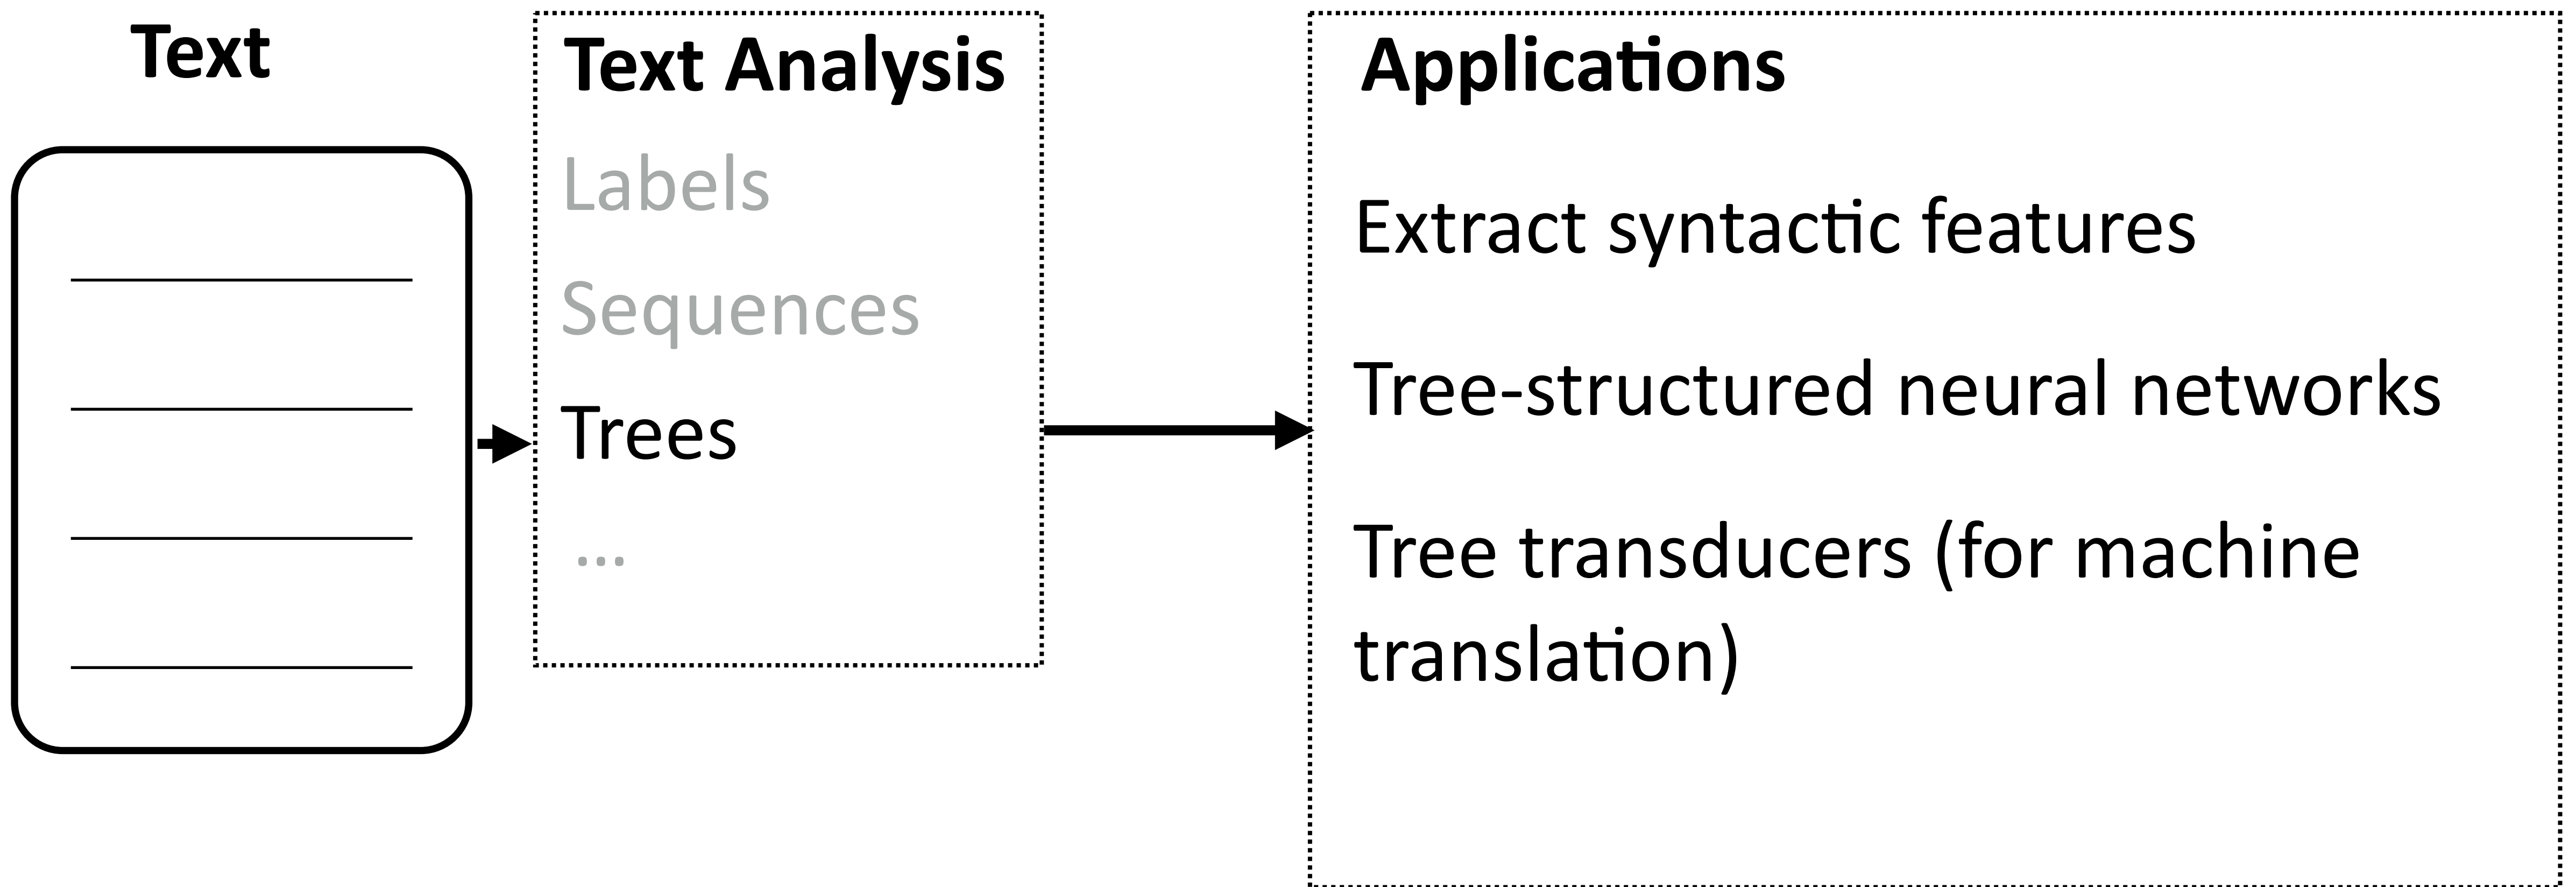 Text
Text Analysis
Labels
Sequences
Trees
...
Applications
Extract syntactic features
Tree-structured neural networks
Tree transducers (for machine
translation)